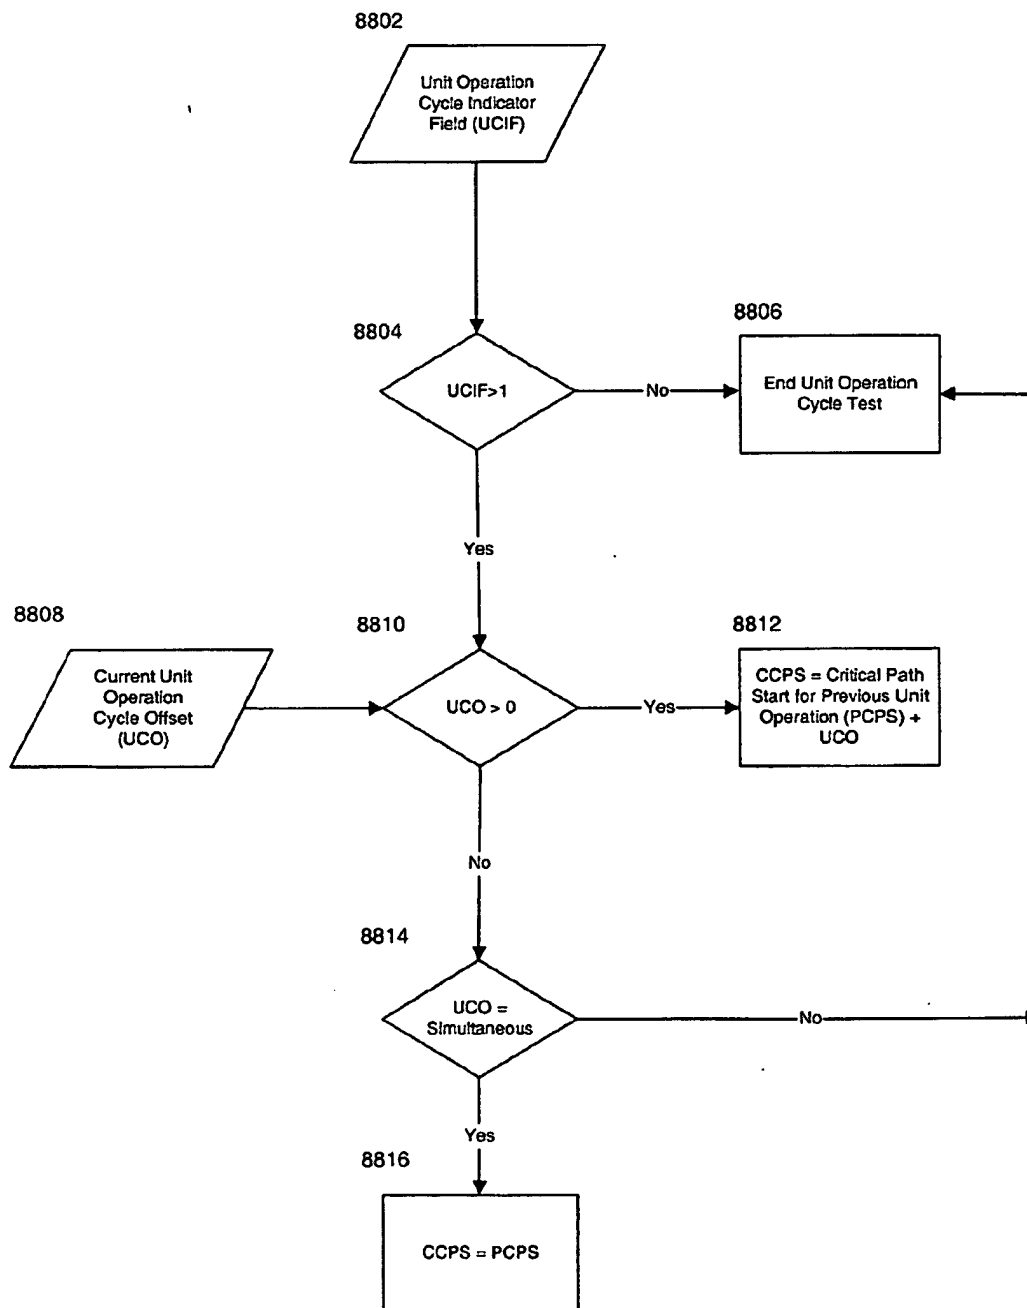 8802
Unit Operation
Cycle Indicator
Field (UCIF)
8804
UCIF>1
No
8806
End Unit Operation
Cycle Test
Yes
8808
Current Unit
Operation
Cycle Offset
(UCO)
8810
UCO > 0
Yes
8812
CCPS = Critical Path
Start for Previous Unit
Operation (PCPS) +
UCO
No
8814
UCO =
Simultaneous
No
Yes
8816
CCPS = PCPS